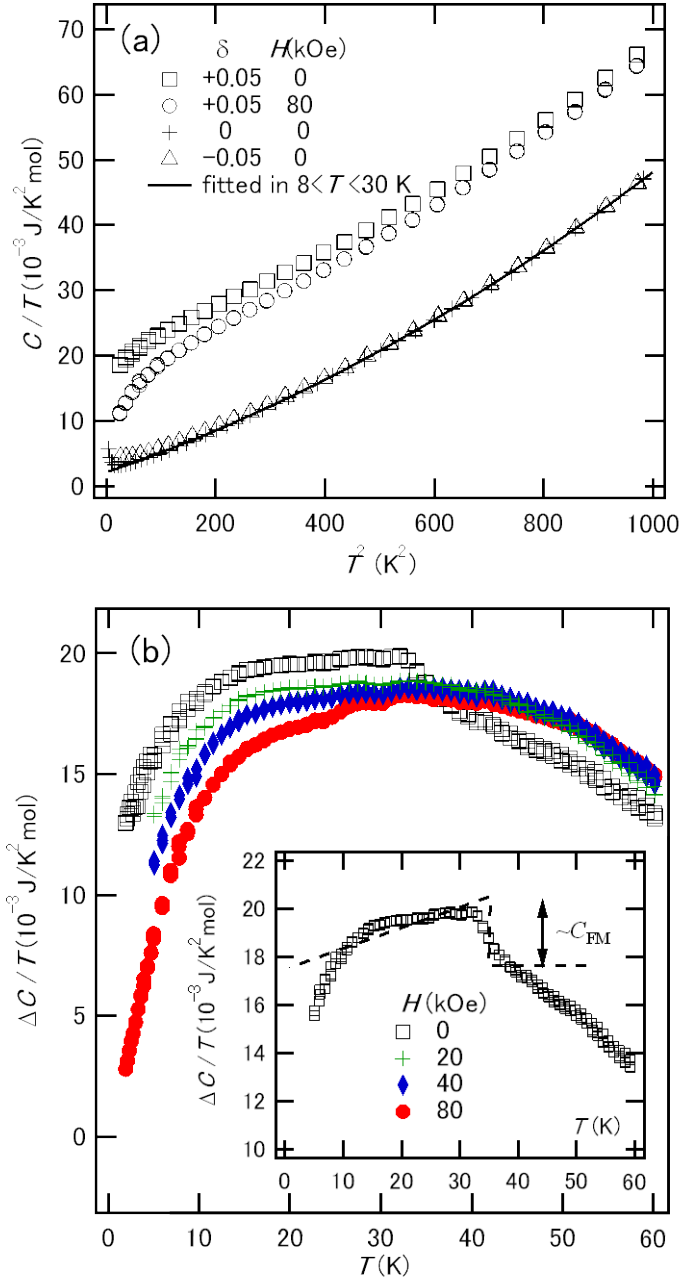 (a)
δ H(kOe)
□ +0.05 0
○ +0.05 80
+ 0 0
△ −0.05 0
fitted in 8<T<30 K
C/T (10⁻³ J/K² mol)
70
60
50
40
30
20
10
0
0 200 400 600 800 1000
T² (K²)
(b)
ΔC/T (10⁻³ J/K² mol)
20
15
10
5
0
0 10 20 30 40 50 60
T(K)
ΔC/T (10⁻³ J/K² mol)
22
20
18
16
14
12
10
~C_FM
H(kOe)
□ 0
+ 20
◆ 40
● 80
T(K)
0 10 20 30 40 50 60